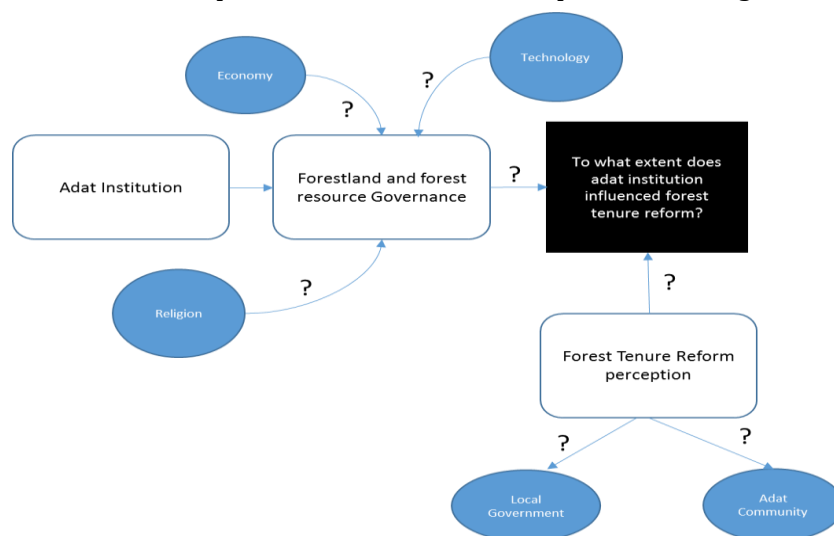 Economy
Technology
?
?
Adat Institution
Forestland and forest
resource Governance
?
To what extent does
adat institution
influenced forest
tenure reform?
?
Religion
?
Forest Tenure Reform
perception
?
?
Local
Government
Adat
Community